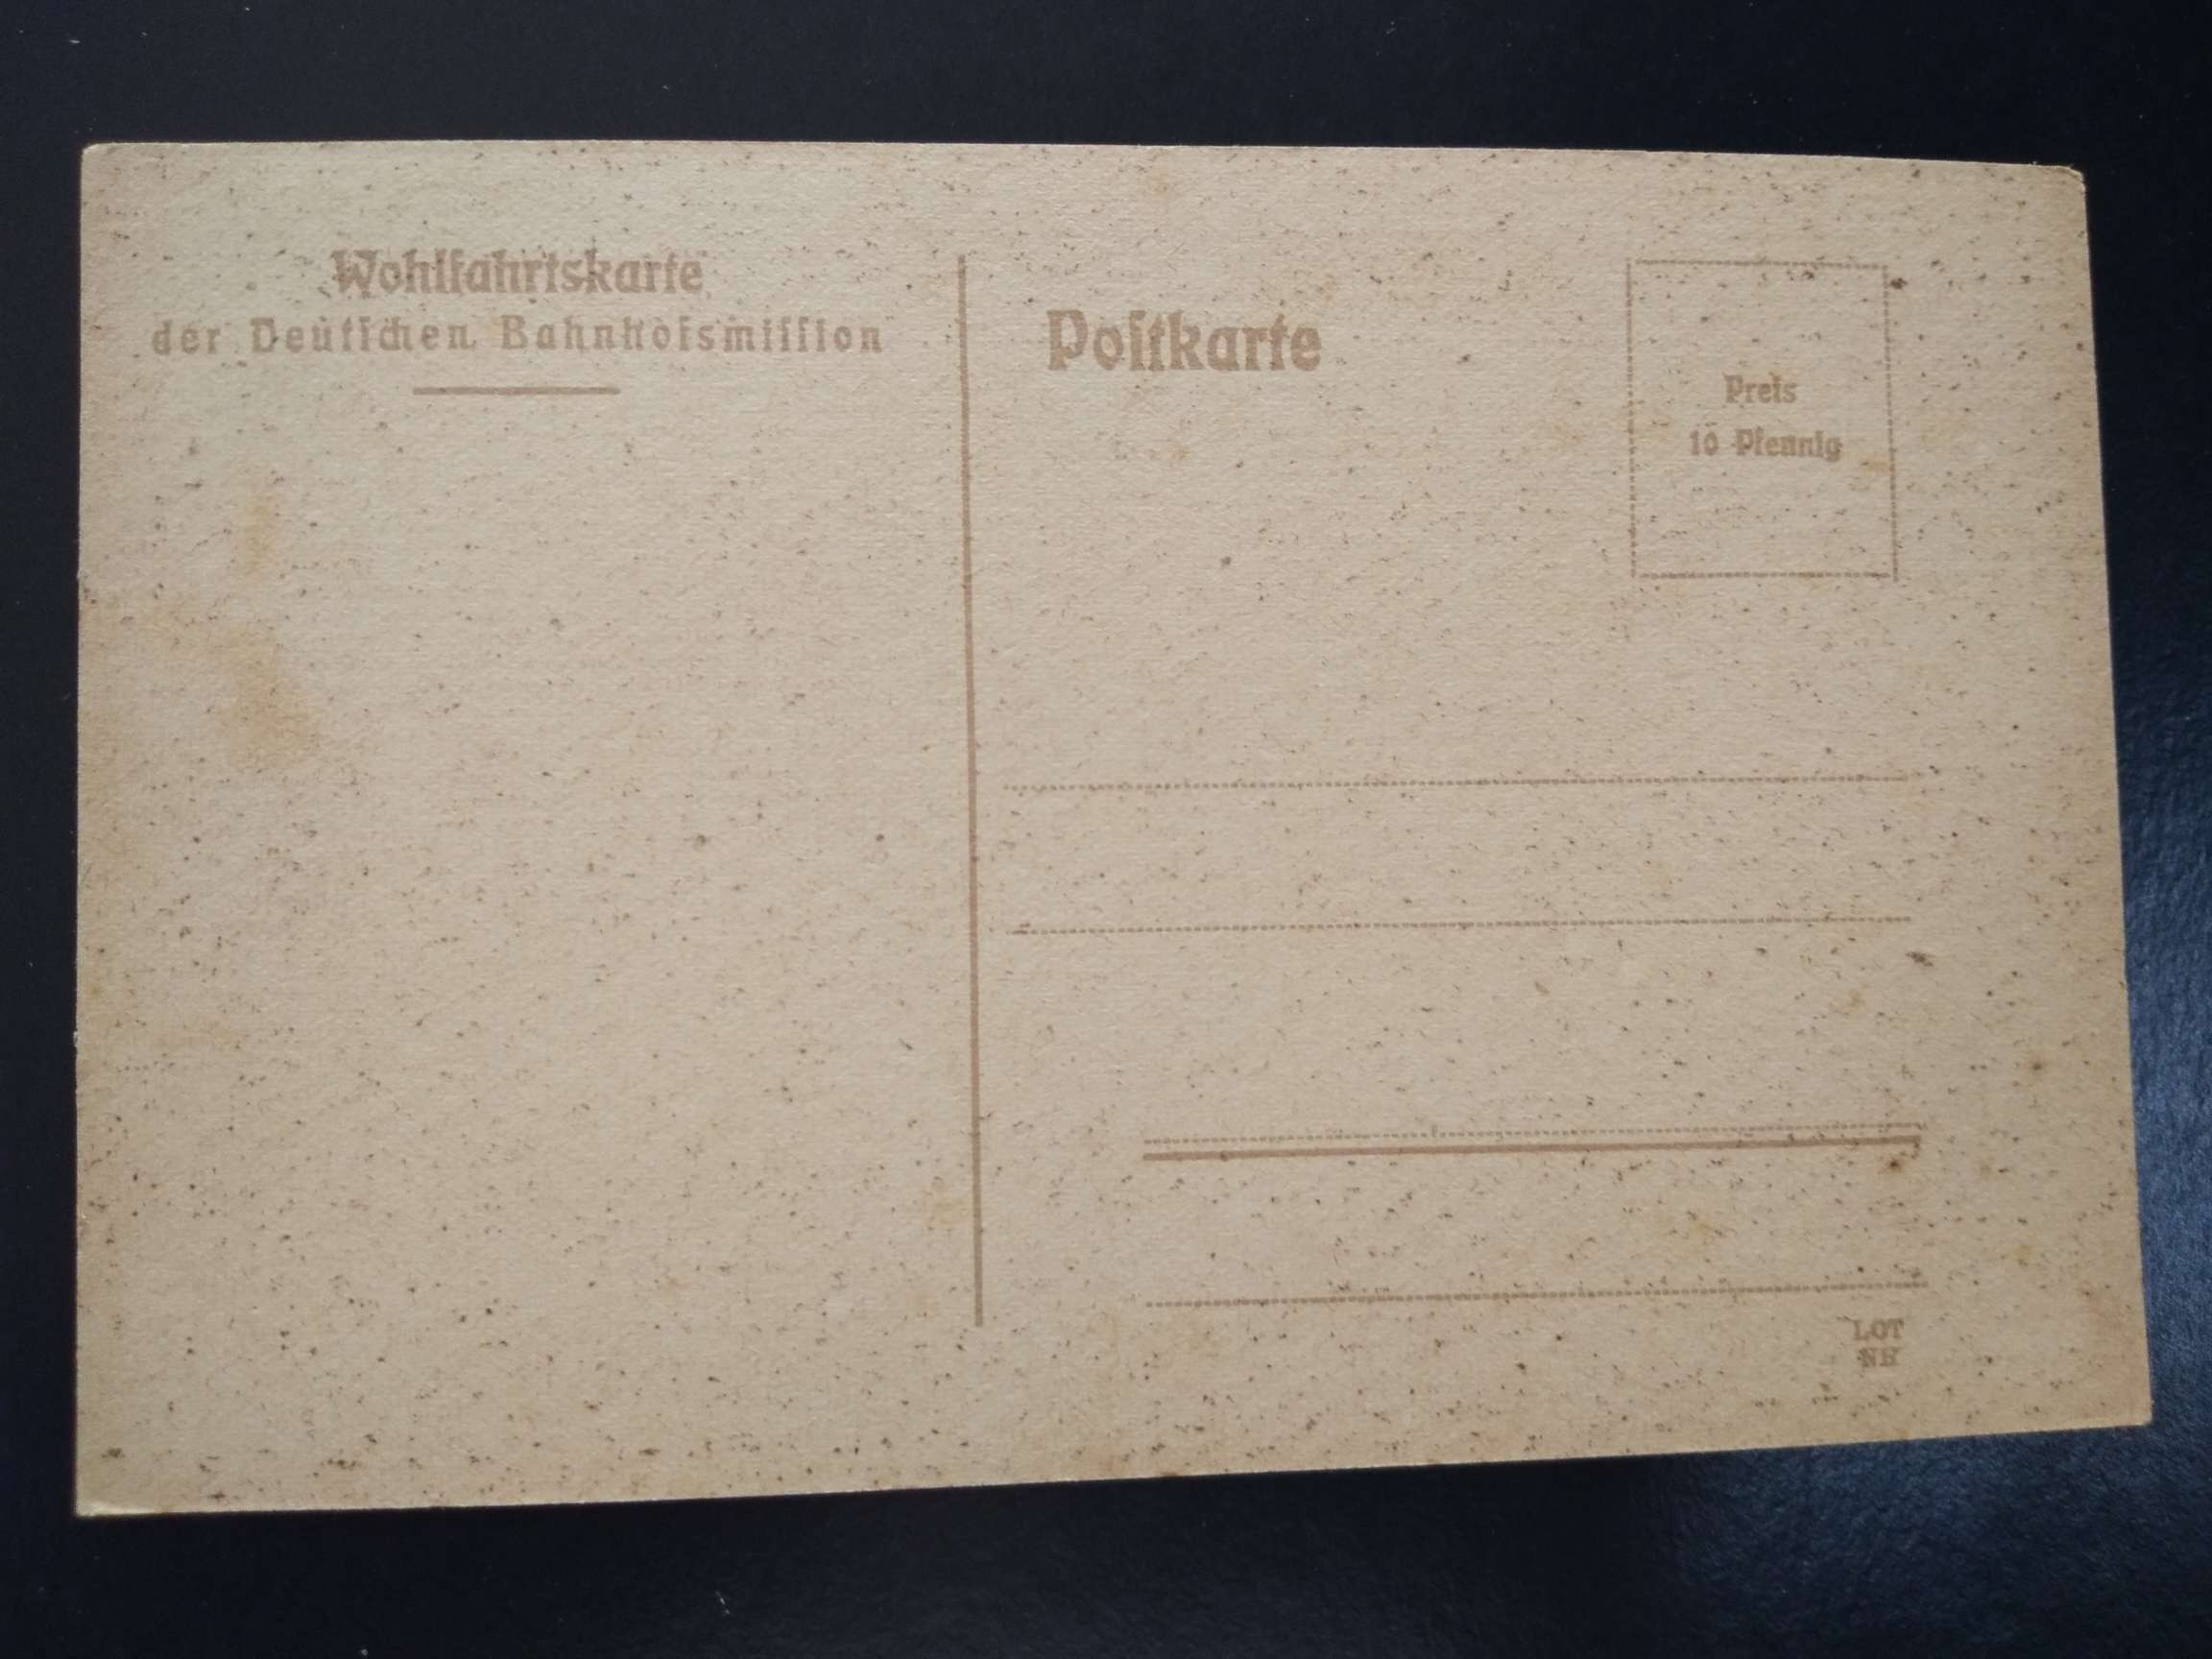 Wohlfahrtskarte
der Deutſchen Bahnhofsmiſſion
Poſtkarte
Preis
10 Pfennig
LOT
NH